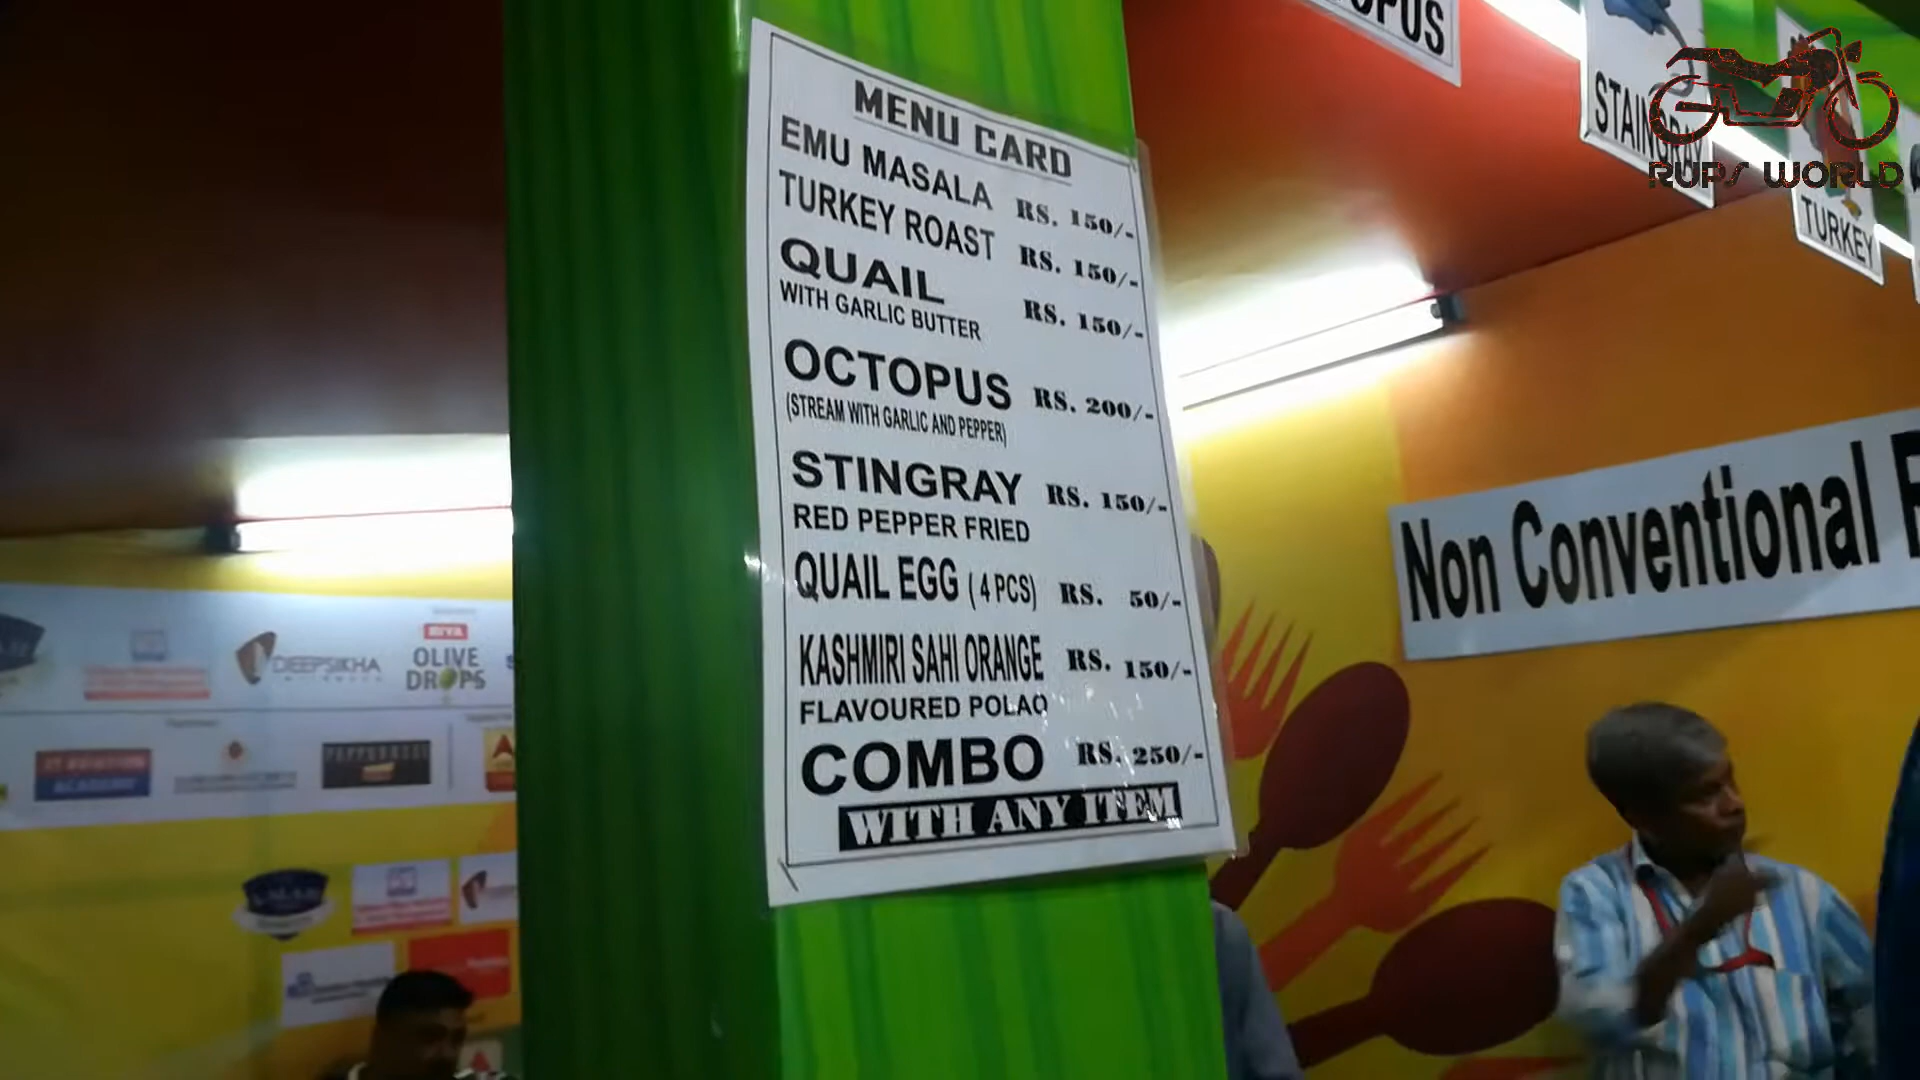 MENU CARD
EMU MASALA RS. 150/-
TURKEY ROAST RS. 150/-
QUAIL RS. 150/-
WITH GARLIC BUTTER
OCTOPUS RS. 200/-
(STREAM WITH GARLIC AND PEPPER)
STINGRAY RS. 150/-
RED PEPPER FRIED
QUAIL EGG (4 PCS) RS. 50/-
KASHMIRI SAHI ORANGE RS. 150/-
FLAVOURED POLAO
COMBO RS. 250/-
WITH ANY ITEM
OPUS
STAINGRAY
TURKEY
RUPS WORLD
Non Conventional
DEEPSIKHA
OLIVE
DROPS
ACADEMY